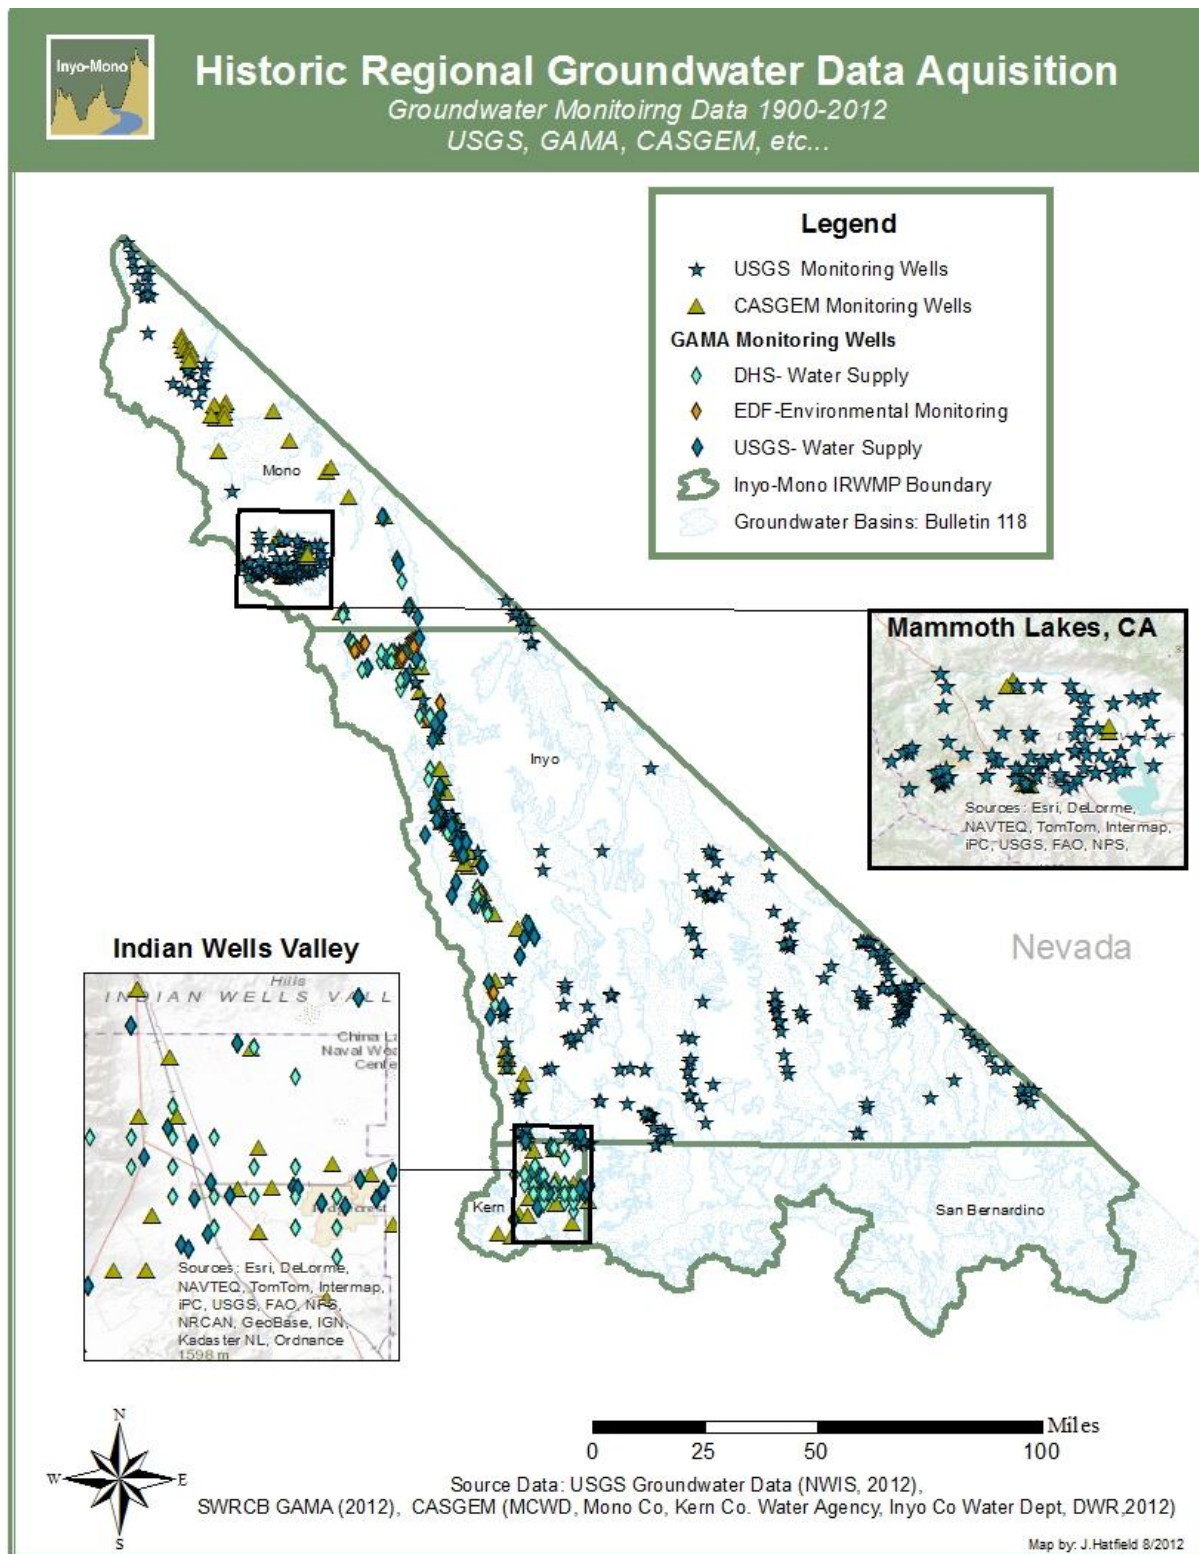 Inyo-Mono
Historic Regional Groundwater Data Aquisition
Groundwater Monitoirng Data 1900-2012
USGS, GAMA, CASGEM, etc...
Legend
USGS Monitoring Wells
CASGEM Monitoring Wells
GAMA Monitoring Wells
DHS- Water Supply
EDF-Environmental Monitoring
USGS- Water Supply
Inyo-Mono IRWMP Boundary
Groundwater Basins: Bulletin 118
Mono
Mammoth Lakes, CA
Sources: Esri, DeLorme,
NAVTEQ, TomTom, Intermap,
iPC, USGS, FAO, NPS,
Inyo
Nevada
Indian Wells Valley
Hills
INDIAN WELLS VALL
China L
Naval We
Cente
Sources: Esri, DeLorme,
NAVTEQ, TomTom, Intermap,
iPC, USGS, FAO, NPS,
NRCAN, GeoBase, IGN,
Kadaster NL, Ordnance
1598 m
Kern
San Bernardino
N
W E
S
Miles
0 25 50 100
Source Data: USGS Groundwater Data (NWIS, 2012),
SWRCB GAMA (2012), CASGEM (MCWD, Mono Co, Kern Co. Water Agency, Inyo Co Water Dept, DWR,2012)
Map by: J.Hatfield 8/2012